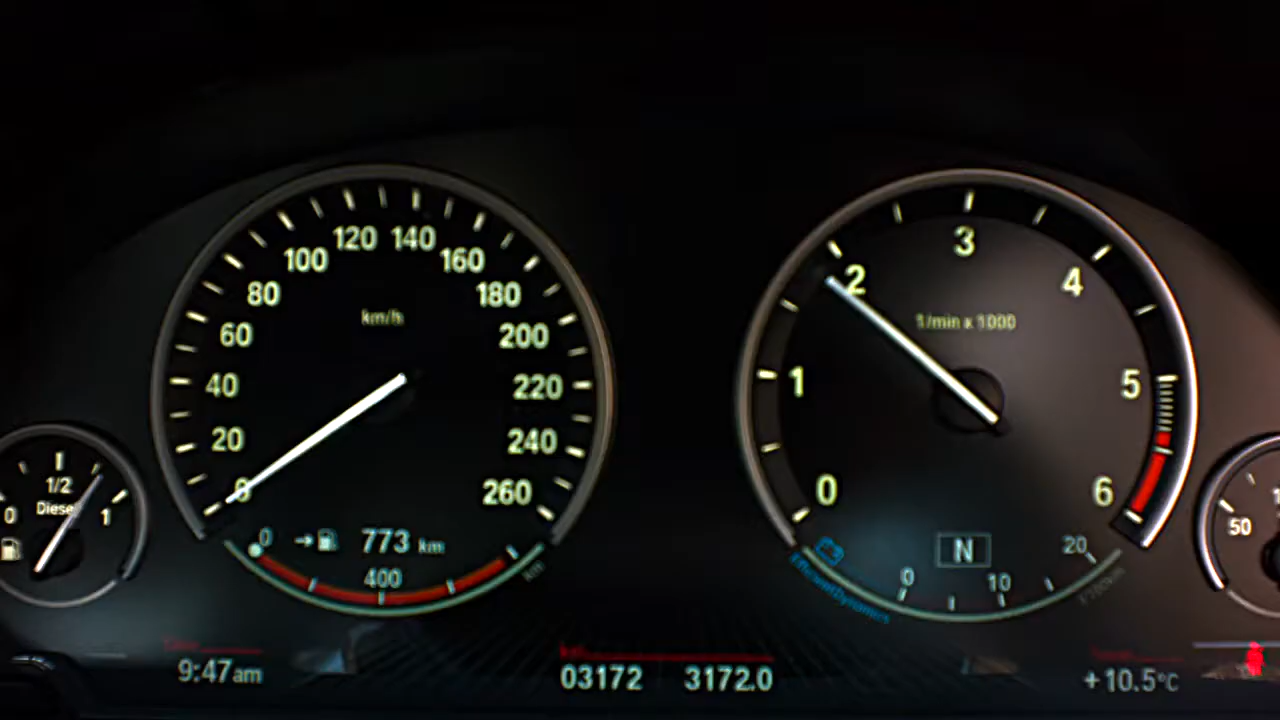 120 140
100 160
80 180
60 200
40 220
20 240
0 260
km/h
0 773 km
400
km
3
2 4
1/min x 1000
1 5
0 6
N
0 10 20
EfficientDynamics
1/2
Diesel
0 1
50
9:47am
03172 3172.0
+10.5°C